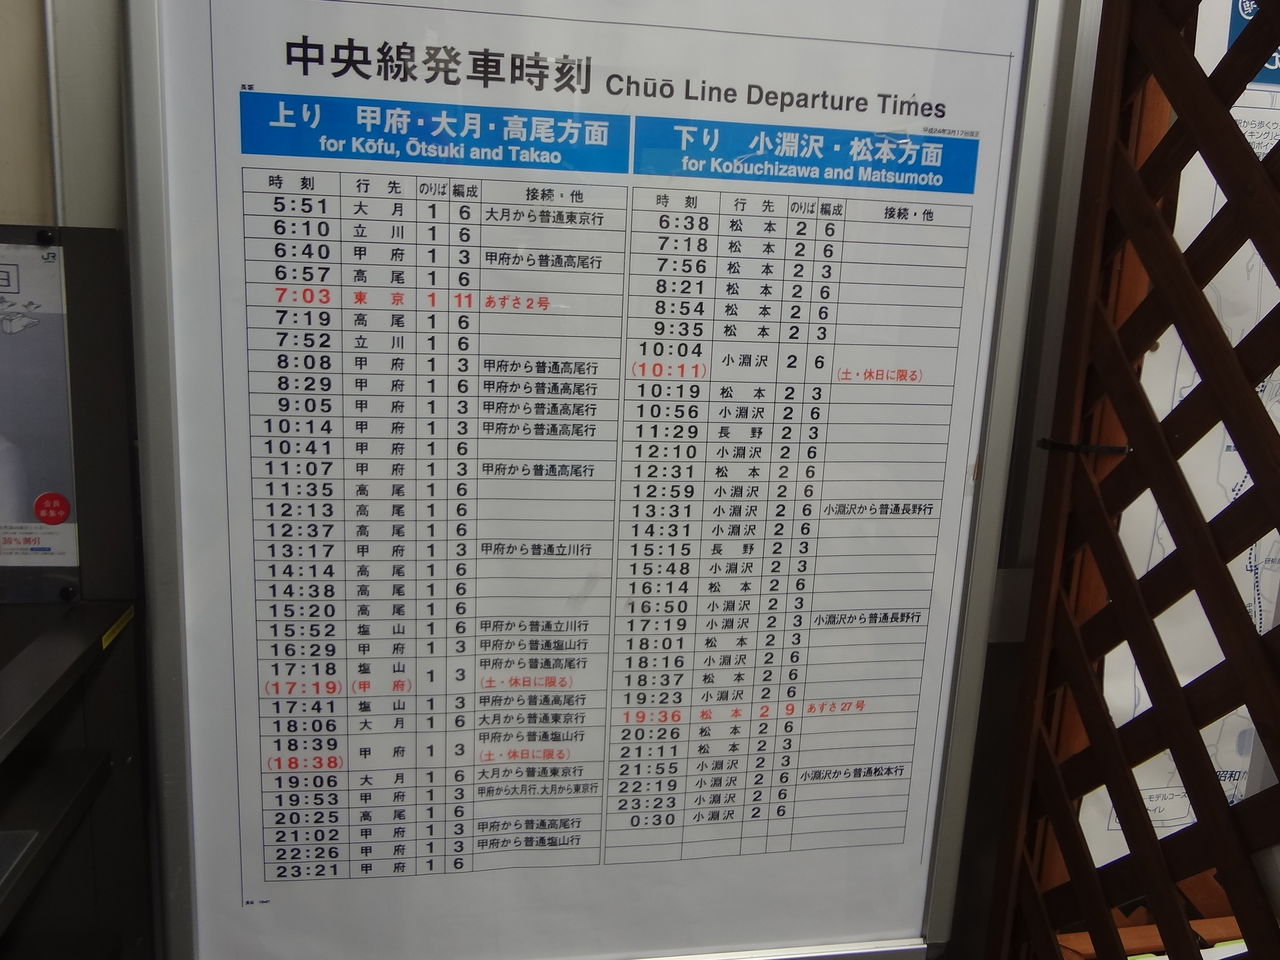 中央線発車時刻 Chūō Line Departure Times
長坂
平成24年3月17日改正
上り 甲府・大月・高尾方面
for Kōfu, Ōtsuki and Takao
時刻 行先 のりば 編成 接続・他
5:51 大月 1 6 大月から普通東京行
6:10 立川 1 6
6:40 甲府 1 3 甲府から普通高尾行
6:57 高尾 1 6
7:03 東京 1 11 あずさ2号
7:19 高尾 1 6
7:52 立川 1 6
8:08 甲府 1 3 甲府から普通高尾行
8:29 甲府 1 6 甲府から普通高尾行
9:05 甲府 1 3 甲府から普通高尾行
10:14 甲府 1 3 甲府から普通高尾行
10:41 甲府 1 6
11:07 甲府 1 3 甲府から普通高尾行
11:35 高尾 1 6
12:13 高尾 1 6
12:37 高尾 1 6
13:17 甲府 1 3 甲府から普通立川行
14:14 高尾 1 6
14:38 高尾 1 6
15:20 高尾 1 6
15:52 塩山 1 6 甲府から普通立川行
16:29 甲府 1 3 甲府から普通塩山行
17:18 塩山 1 3 甲府から普通高尾行
(17:19) (甲府) (土・休日に限る)
17:41 塩山 1 3 甲府から普通高尾行
18:06 大月 1 6 大月から普通東京行
18:39 甲府 1 3 甲府から普通塩山行
(18:38) (土・休日に限る)
19:06 大月 1 6 大月から普通東京行
19:53 甲府 1 3 甲府から大月行、大月から東京行
20:25 高尾 1 6
21:02 甲府 1 3 甲府から普通高尾行
22:26 甲府 1 3 甲府から普通塩山行
23:21 甲府 1 6
下り 小淵沢・松本方面
for Kobuchizawa and Matsumoto
時刻 行先 のりば 編成 接続・他
6:38 松本 2 6
7:18 松本 2 6
7:56 松本 2 3
8:21 松本 2 6
8:54 松本 2 6
9:35 松本 2 3
10:04 小淵沢 2 6
(10:11) (土・休日に限る)
10:19 松本 2 3
10:56 小淵沢 2 6
11:29 長野 2 3
12:10 小淵沢 2 6
12:31 松本 2 6
12:59 小淵沢 2 6
13:31 小淵沢 2 6 小淵沢から普通長野行
14:31 小淵沢 2 6
15:15 長野 2 3
15:48 小淵沢 2 3
16:14 松本 2 6
16:50 小淵沢 2 3
17:19 小淵沢 2 3 小淵沢から普通長野行
18:01 松本 2 3
18:16 小淵沢 2 6
18:37 松本 2 6
19:23 小淵沢 2 6
19:36 松本 2 9 あずさ27号
20:26 松本 2 6
21:11 松本 2 3
21:55 小淵沢 2 3
22:19 小淵沢 2 6 小淵沢から普通松本行
23:23 小淵沢 2 6
0:30 小淵沢 2 6
JR
会員
募集中
30%割引
昭和
モデルコース
トイレ